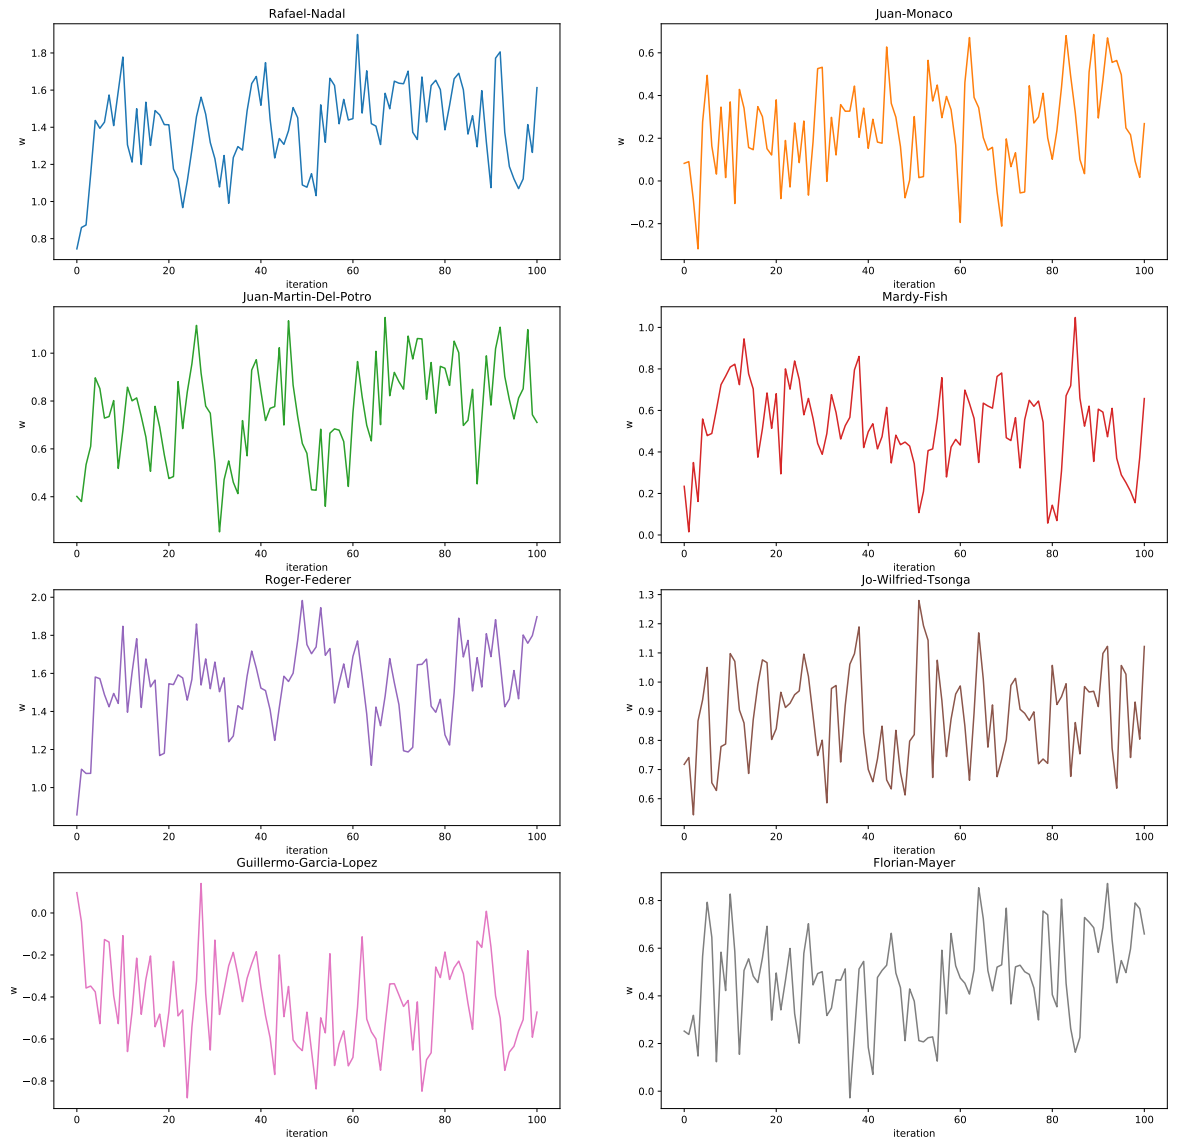 Rafael-Nadal
w
1.8
1.6
1.4
1.2
1.0
0.8
0 20 40 60 80 100
iteration
Juan-Monaco
w
0.6
0.4
0.2
0.0
−0.2
0 20 40 60 80 100
iteration
Juan-Martin-Del-Potro
w
1.0
0.8
0.6
0.4
0 20 40 60 80 100
iteration
Mardy-Fish
w
1.0
0.8
0.6
0.4
0.2
0.0
0 20 40 60 80 100
iteration
Roger-Federer
w
2.0
1.8
1.6
1.4
1.2
1.0
0 20 40 60 80 100
iteration
Jo-Wilfried-Tsonga
w
1.3
1.2
1.1
1.0
0.9
0.8
0.7
0.6
0 20 40 60 80 100
iteration
Guillermo-Garcia-Lopez
w
0.0
−0.2
−0.4
−0.6
−0.8
0 20 40 60 80 100
iteration
Florian-Mayer
w
0.8
0.6
0.4
0.2
0.0
0 20 40 60 80 100
iteration